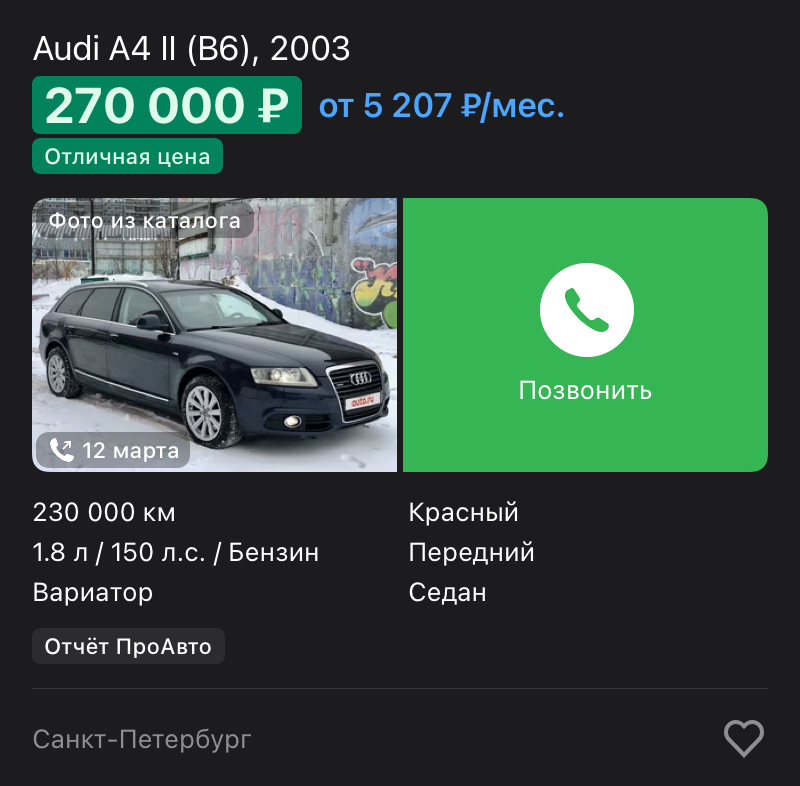 Audi A4 II (B6), 2003
270 000 ₽ от 5 207 ₽/мес.
Отличная цена
Фото из каталога
auto.ru
12 марта
Позвонить
230 000 км
Красный
1.8 л / 150 л.с. / Бензин
Передний
Вариатор
Седан
Отчёт ПроАвто
Санкт-Петербург